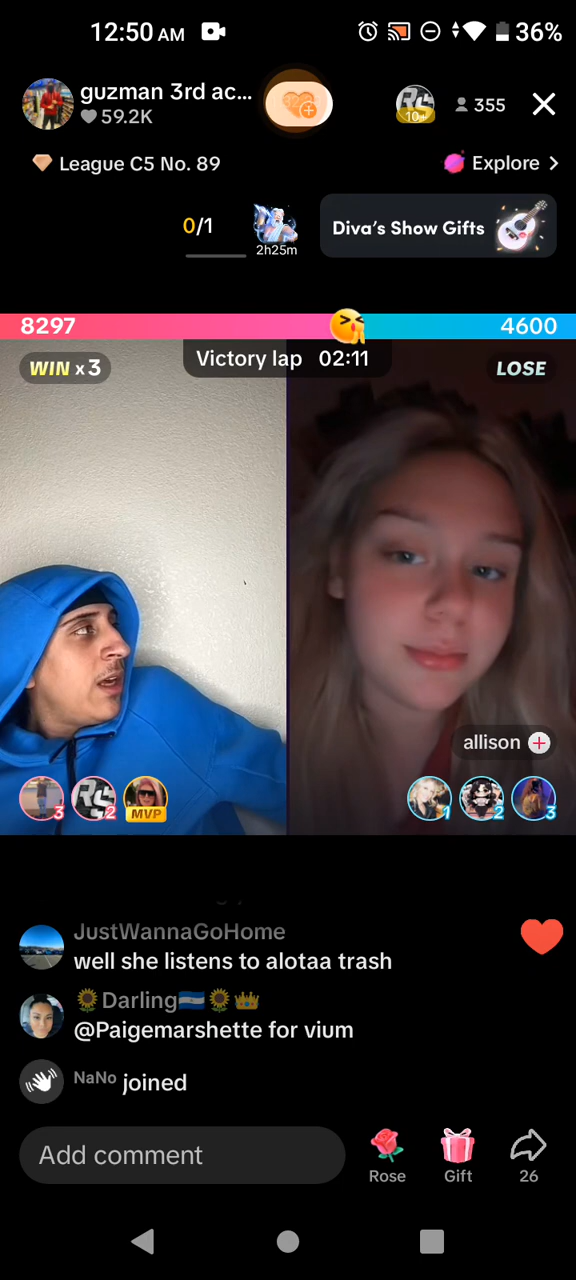 12:50 AM
36%
guzman 3rd ac...
59.2K
10+
355
League C5 No. 89
Explore >
0/1
2h25m
Diva's Show Gifts
8297
4600
Victory lap 02:11
WIN x3
LOSE
allison
3
2
MVP
1
2
3
JustWannaGoHome
well she listens to alotaa trash
Darling
@Paigemarshette for vium
NaNo joined
Add comment
Rose
Gift
26